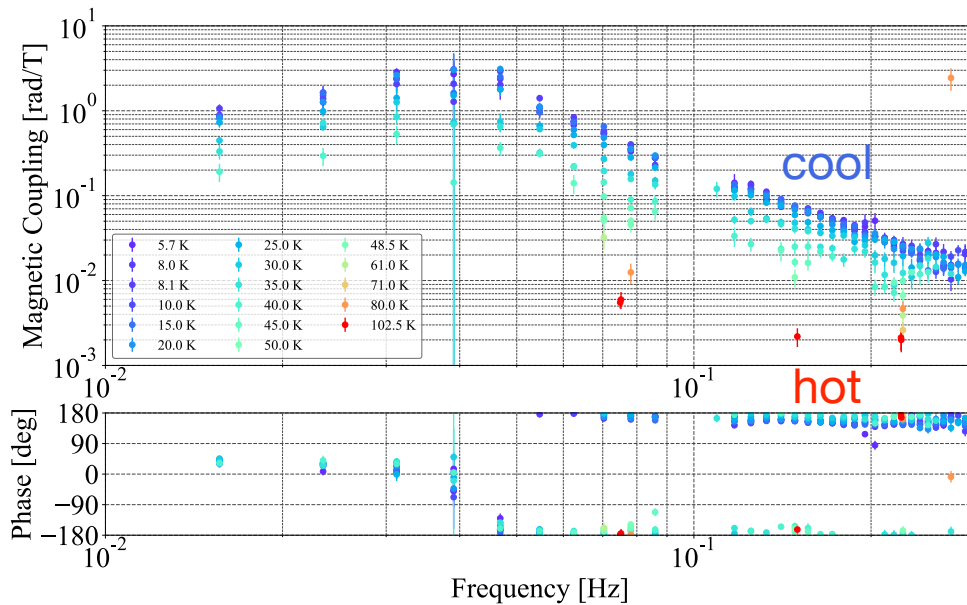 10^1
10^0
10^-1
10^-2
10^-3
Magnetic Coupling [rad/T]
cool
5.7 K 25.0 K 48.5 K
8.0 K 30.0 K 61.0 K
8.1 K 35.0 K 71.0 K
10.0 K 40.0 K 80.0 K
15.0 K 45.0 K 102.5 K
20.0 K 50.0 K
10^-2 10^-1
hot
180
90
0
−90
−180
Phase [deg]
10^-2 10^-1
Frequency [Hz]